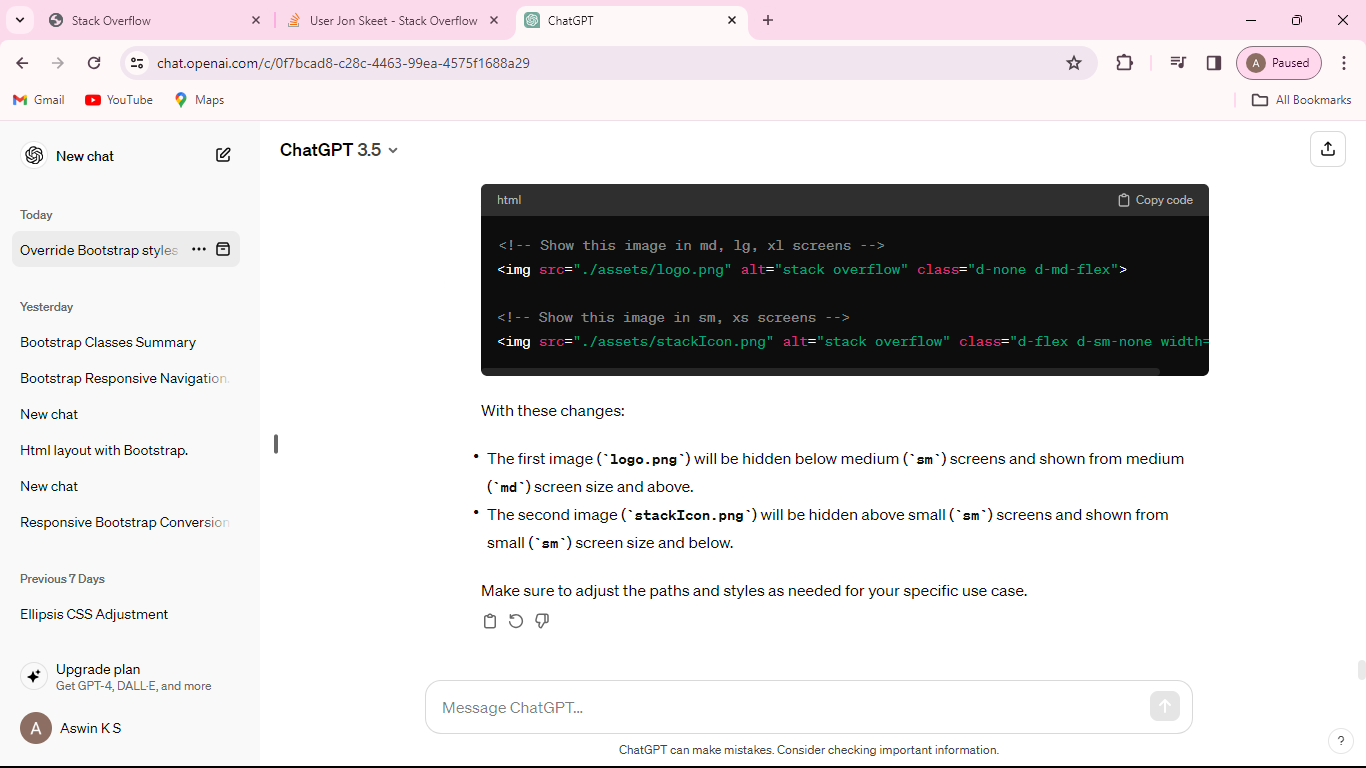 Stack Overflow
User Jon Skeet - Stack Overflow
ChatGPT
chat.openai.com/c/0f7bcad8-c28c-4463-99ea-4575f1688a29
A
Paused
Gmail
YouTube
Maps
All Bookmarks
New chat
Today
Override Bootstrap styles
Yesterday
Bootstrap Classes Summary
Bootstrap Responsive Navigation.
New chat
Html layout with Bootstrap.
New chat
Responsive Bootstrap Conversion
Previous 7 Days
Ellipsis CSS Adjustment
Upgrade plan
Get GPT-4, DALL·E, and more
A
Aswin K S
ChatGPT 3.5
html
Copy code
<!-- Show this image in md, lg, xl screens -->
<img src="./assets/logo.png" alt="stack overflow" class="d-none d-md-flex">
<!-- Show this image in sm, xs screens -->
<img src="./assets/stackIcon.png" alt="stack overflow" class="d-flex d-sm-none width=
With these changes:
• The first image (`logo.png`) will be hidden below medium (`sm`) screens and shown from medium
(`md`) screen size and above.
• The second image (`stackIcon.png`) will be hidden above small (`sm`) screens and shown from
small (`sm`) screen size and below.
Make sure to adjust the paths and styles as needed for your specific use case.
Message ChatGPT...
ChatGPT can make mistakes. Consider checking important information.
?